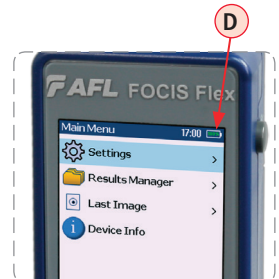 D
AFL FOCIS Flex
Main Menu 17:00
Settings
Results Manager
Last Image
i Device Info